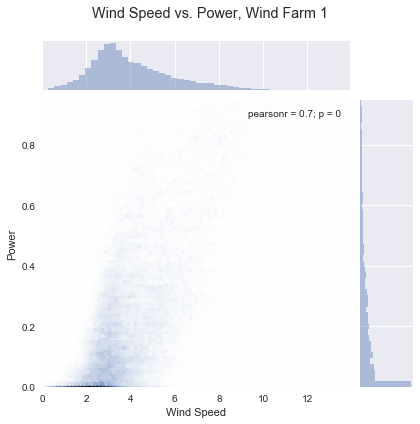 Wind Speed vs. Power, Wind Farm 1
pearsonr = 0.7; p = 0
0.8
0.6
0.4
0.2
0.0
Power
0 2 4 6 8 10 12
Wind Speed